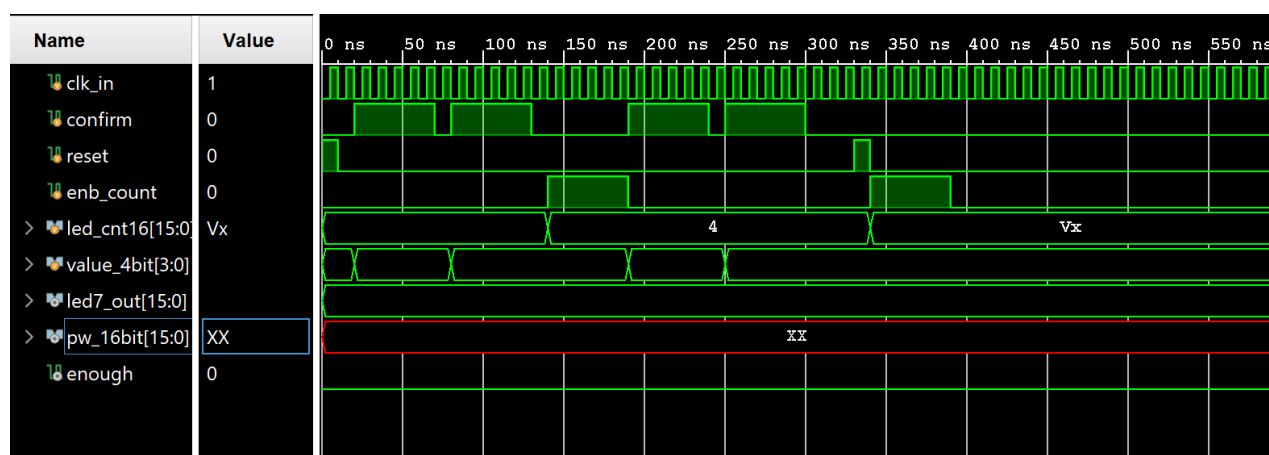 Name Value
0 ns 50 ns 100 ns 150 ns 200 ns 250 ns 300 ns 350 ns 400 ns 450 ns 500 ns 550 ns
clk_in 1
confirm 0
reset 0
enb_count 0
led_cnt16[15:0] Vx 4 Vx
value_4bit[3:0]
led7_out[15:0]
pw_16bit[15:0] XX XX
enough 0